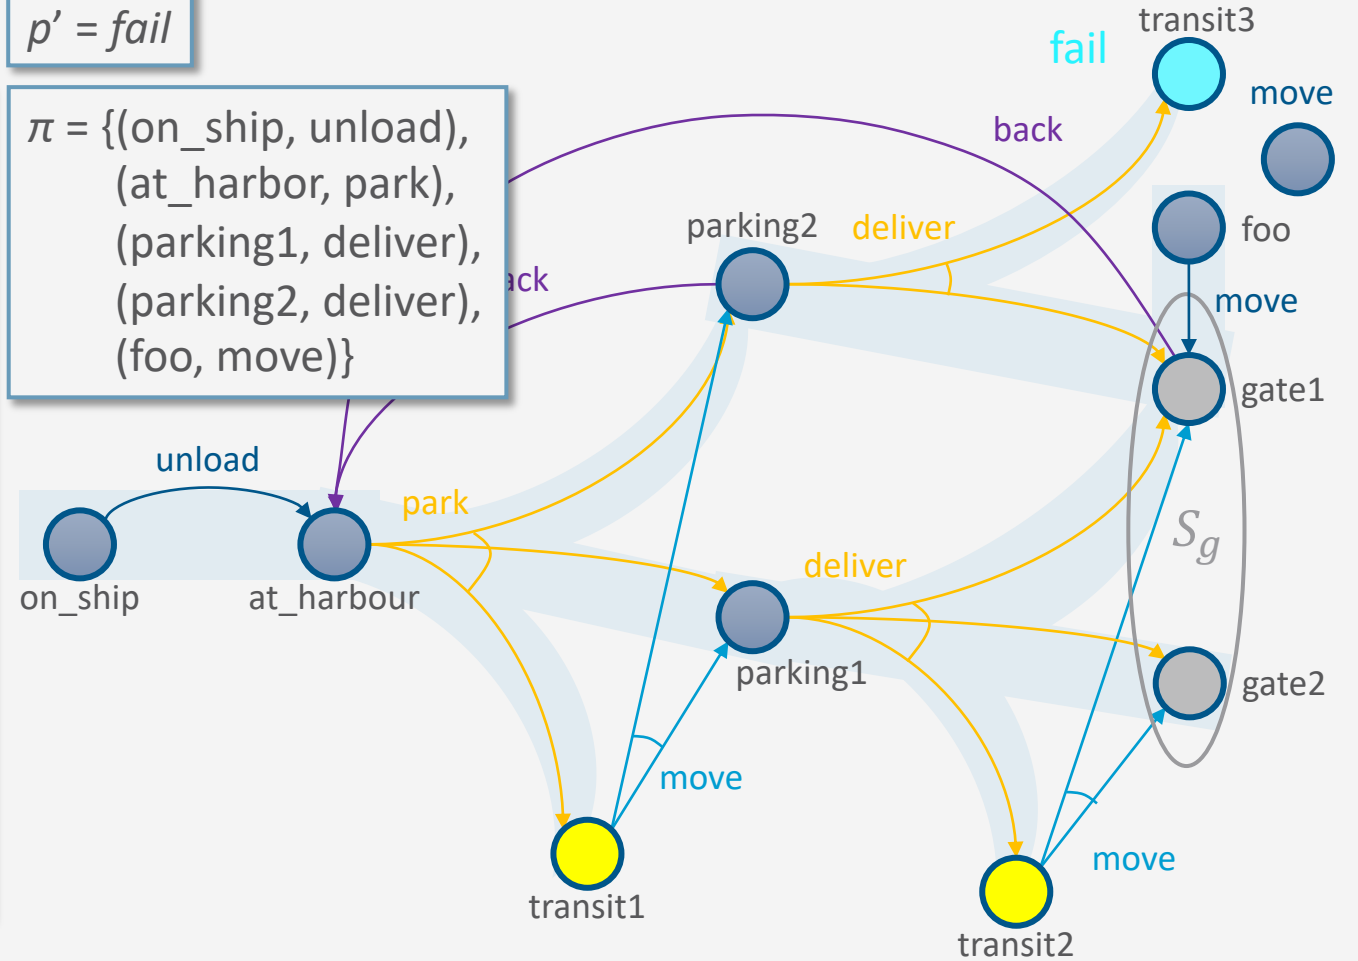 p' = fail
π = {(on_ship, unload),
(at_harbor, park),
(parking1, deliver),
(parking2, deliver),
(foo, move)}
transit3
fail
move
back
foo
parking2
deliver
ack
move
gate1
unload
park
S_g
deliver
on_ship
at_harbour
parking1
gate2
move
move
transit1
transit2